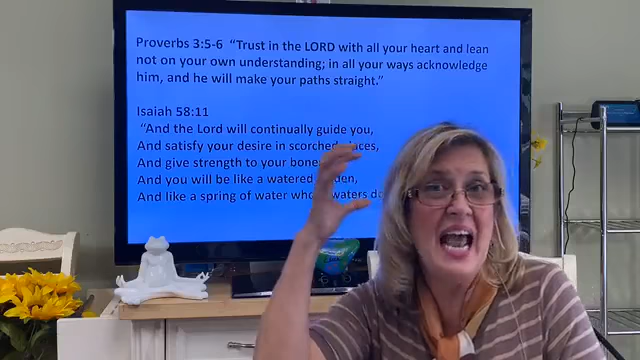 Proverbs 3:5-6 “Trust in the LORD with all your heart and lean
not on your own understanding; in all your ways acknowledge
him, and he will make your paths straight.”
Isaiah 58:11
“And the Lord will continually guide you,
And satisfy your desire in scorched
And give strength to your
And you will be like a watered
And like a spring of water waters